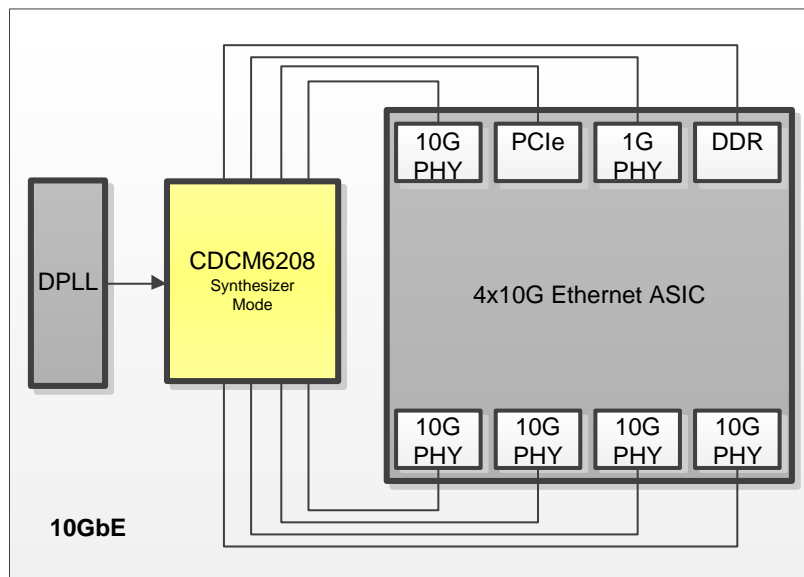 10G
PHY
PCIe
1G
PHY
DDR
DPLL
CDCM6208
Synthesizer
Mode
4x10G Ethernet ASIC
10G
PHY
10G
PHY
10G
PHY
10G
PHY
10GbE